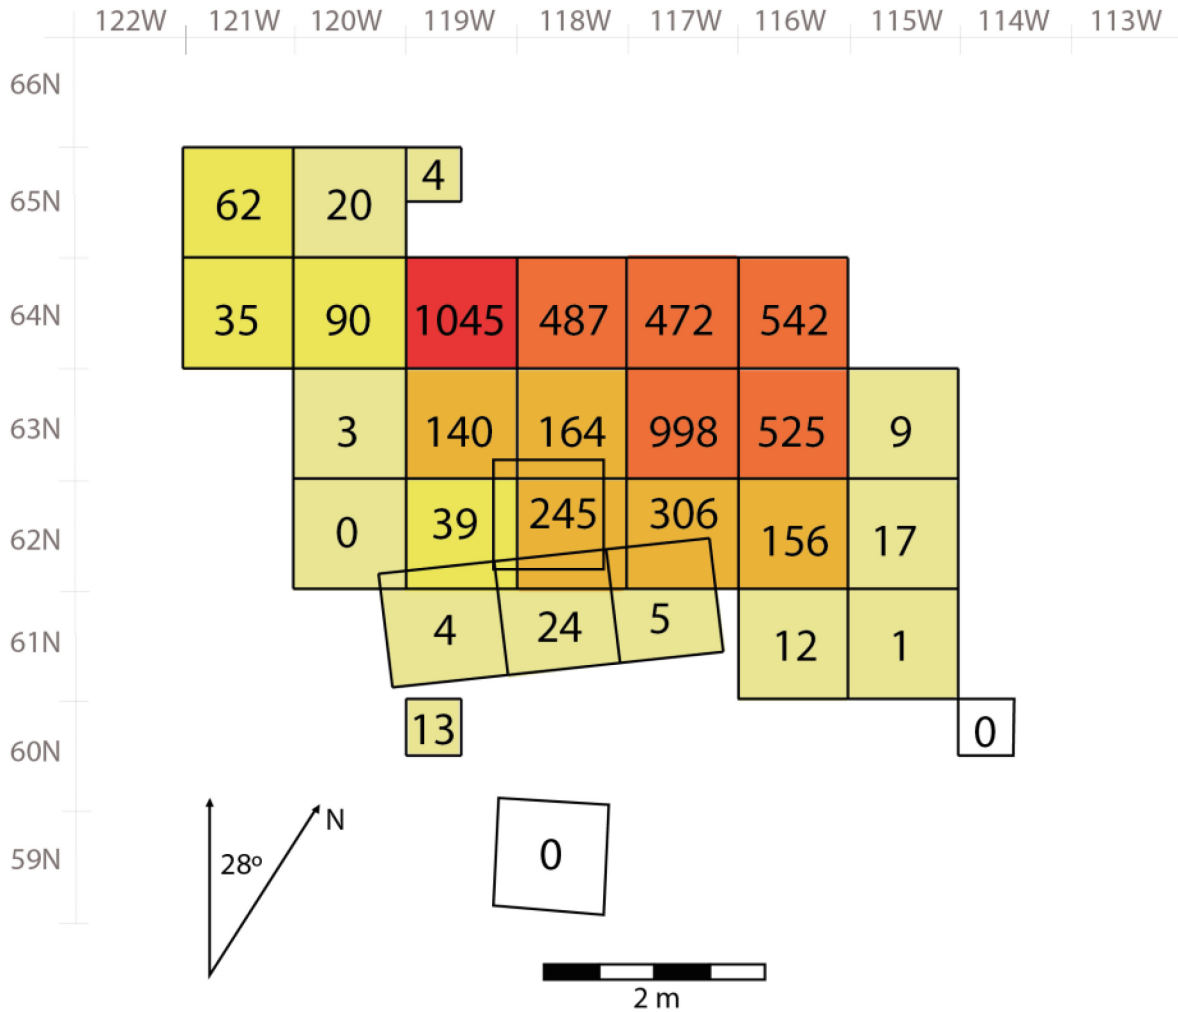 122W 121W 120W 119W 118W 117W 116W 115W 114W 113W
66N
4
65N 62 20
64N 35 90 1045 487 472 542
63N 3 140 164 998 525 9
62N 0 39 245 306 156 17
61N 4 24 5 12 1
60N 13 0
N
59N 28º 0
2 m